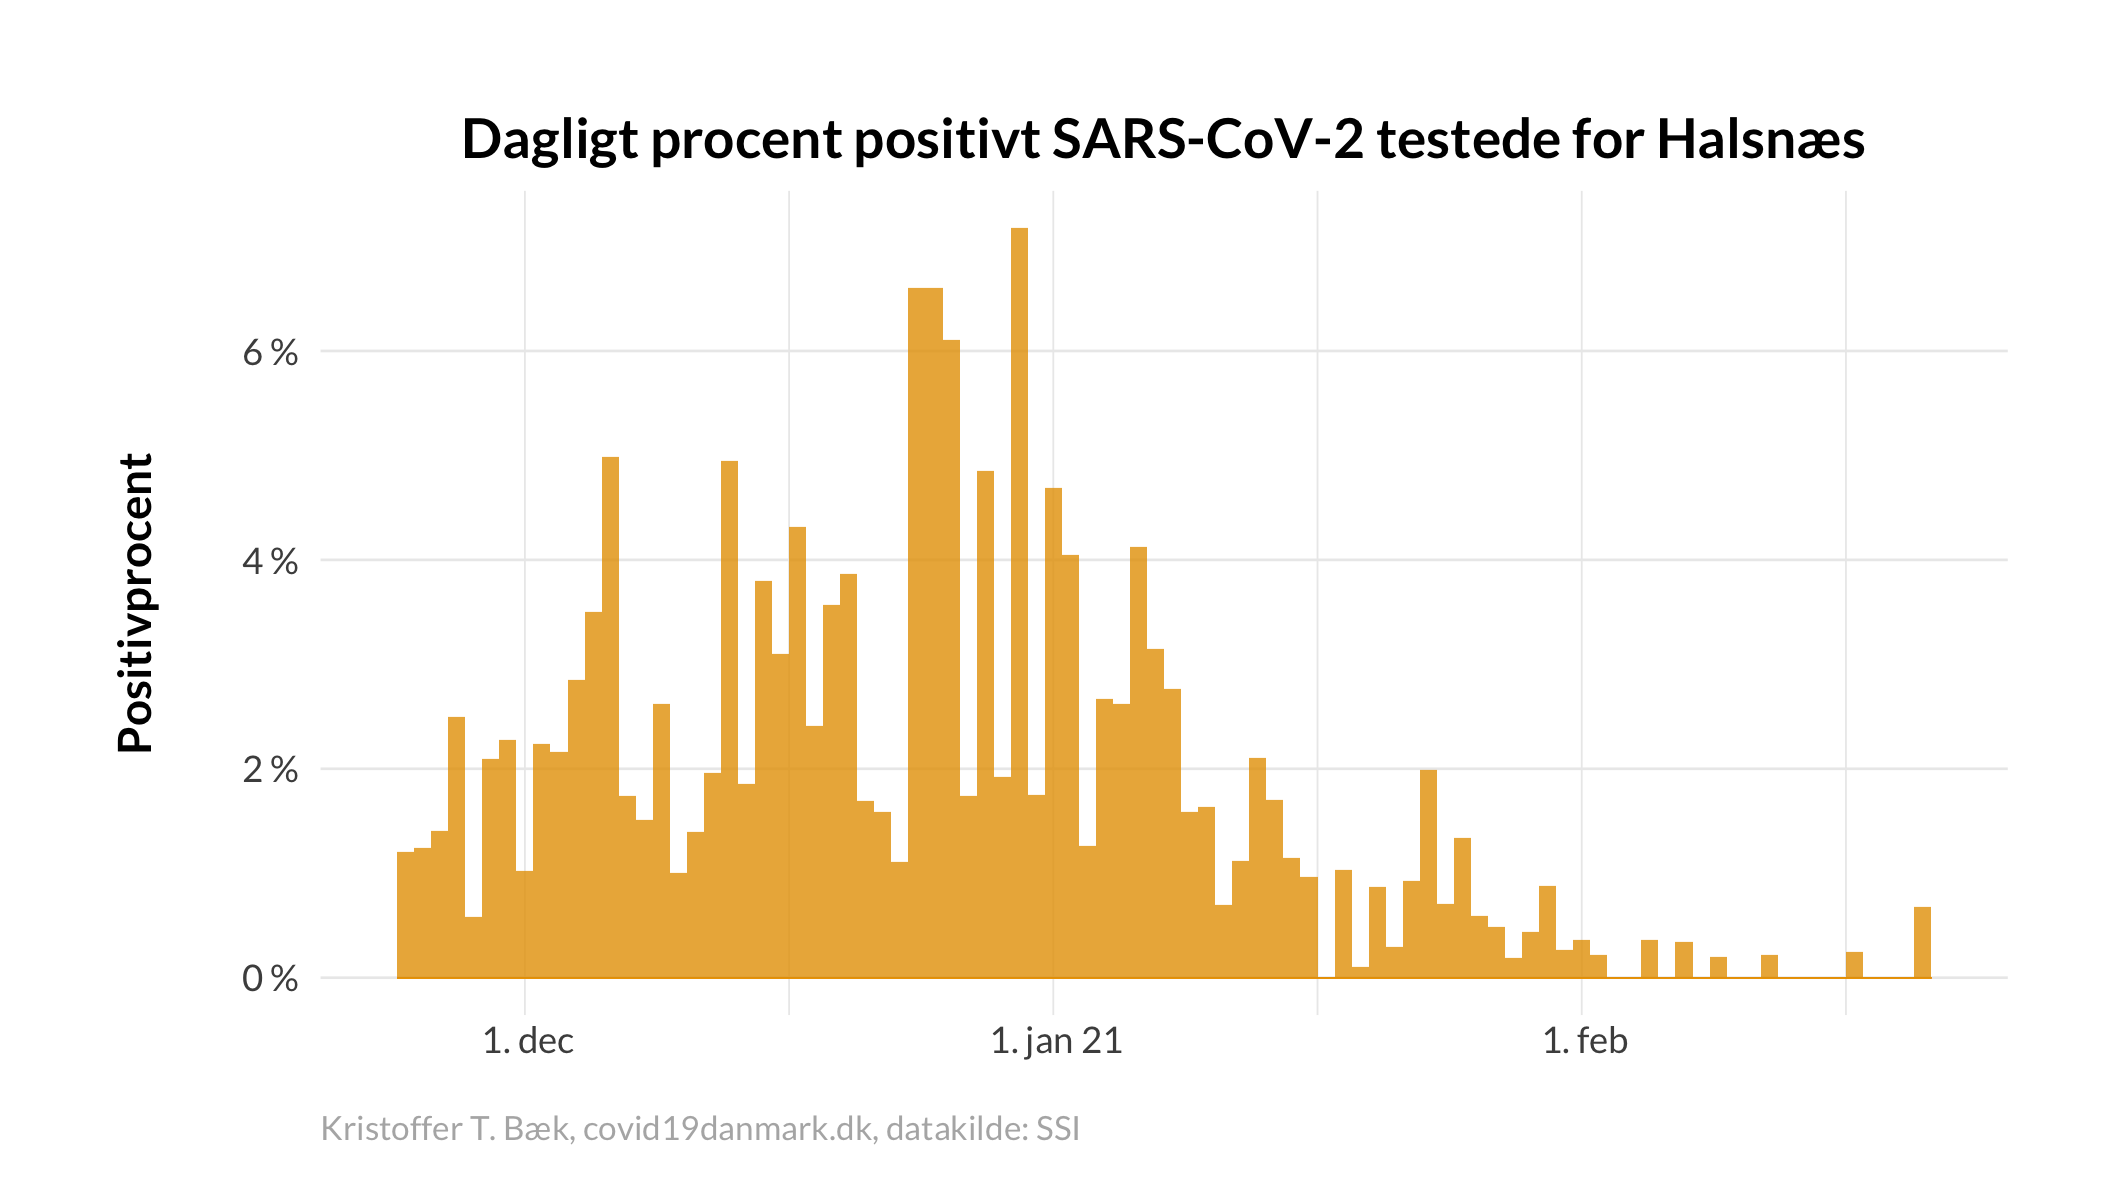 Dagligt procent positivt SARS-CoV-2 testede for Halsnæs
Positivprocent
6 %
4 %
2 %
0 %
1. dec
1. jan 21
1. feb
Kristoffer T. Bæk, covid19danmark.dk, datakilde: SSI